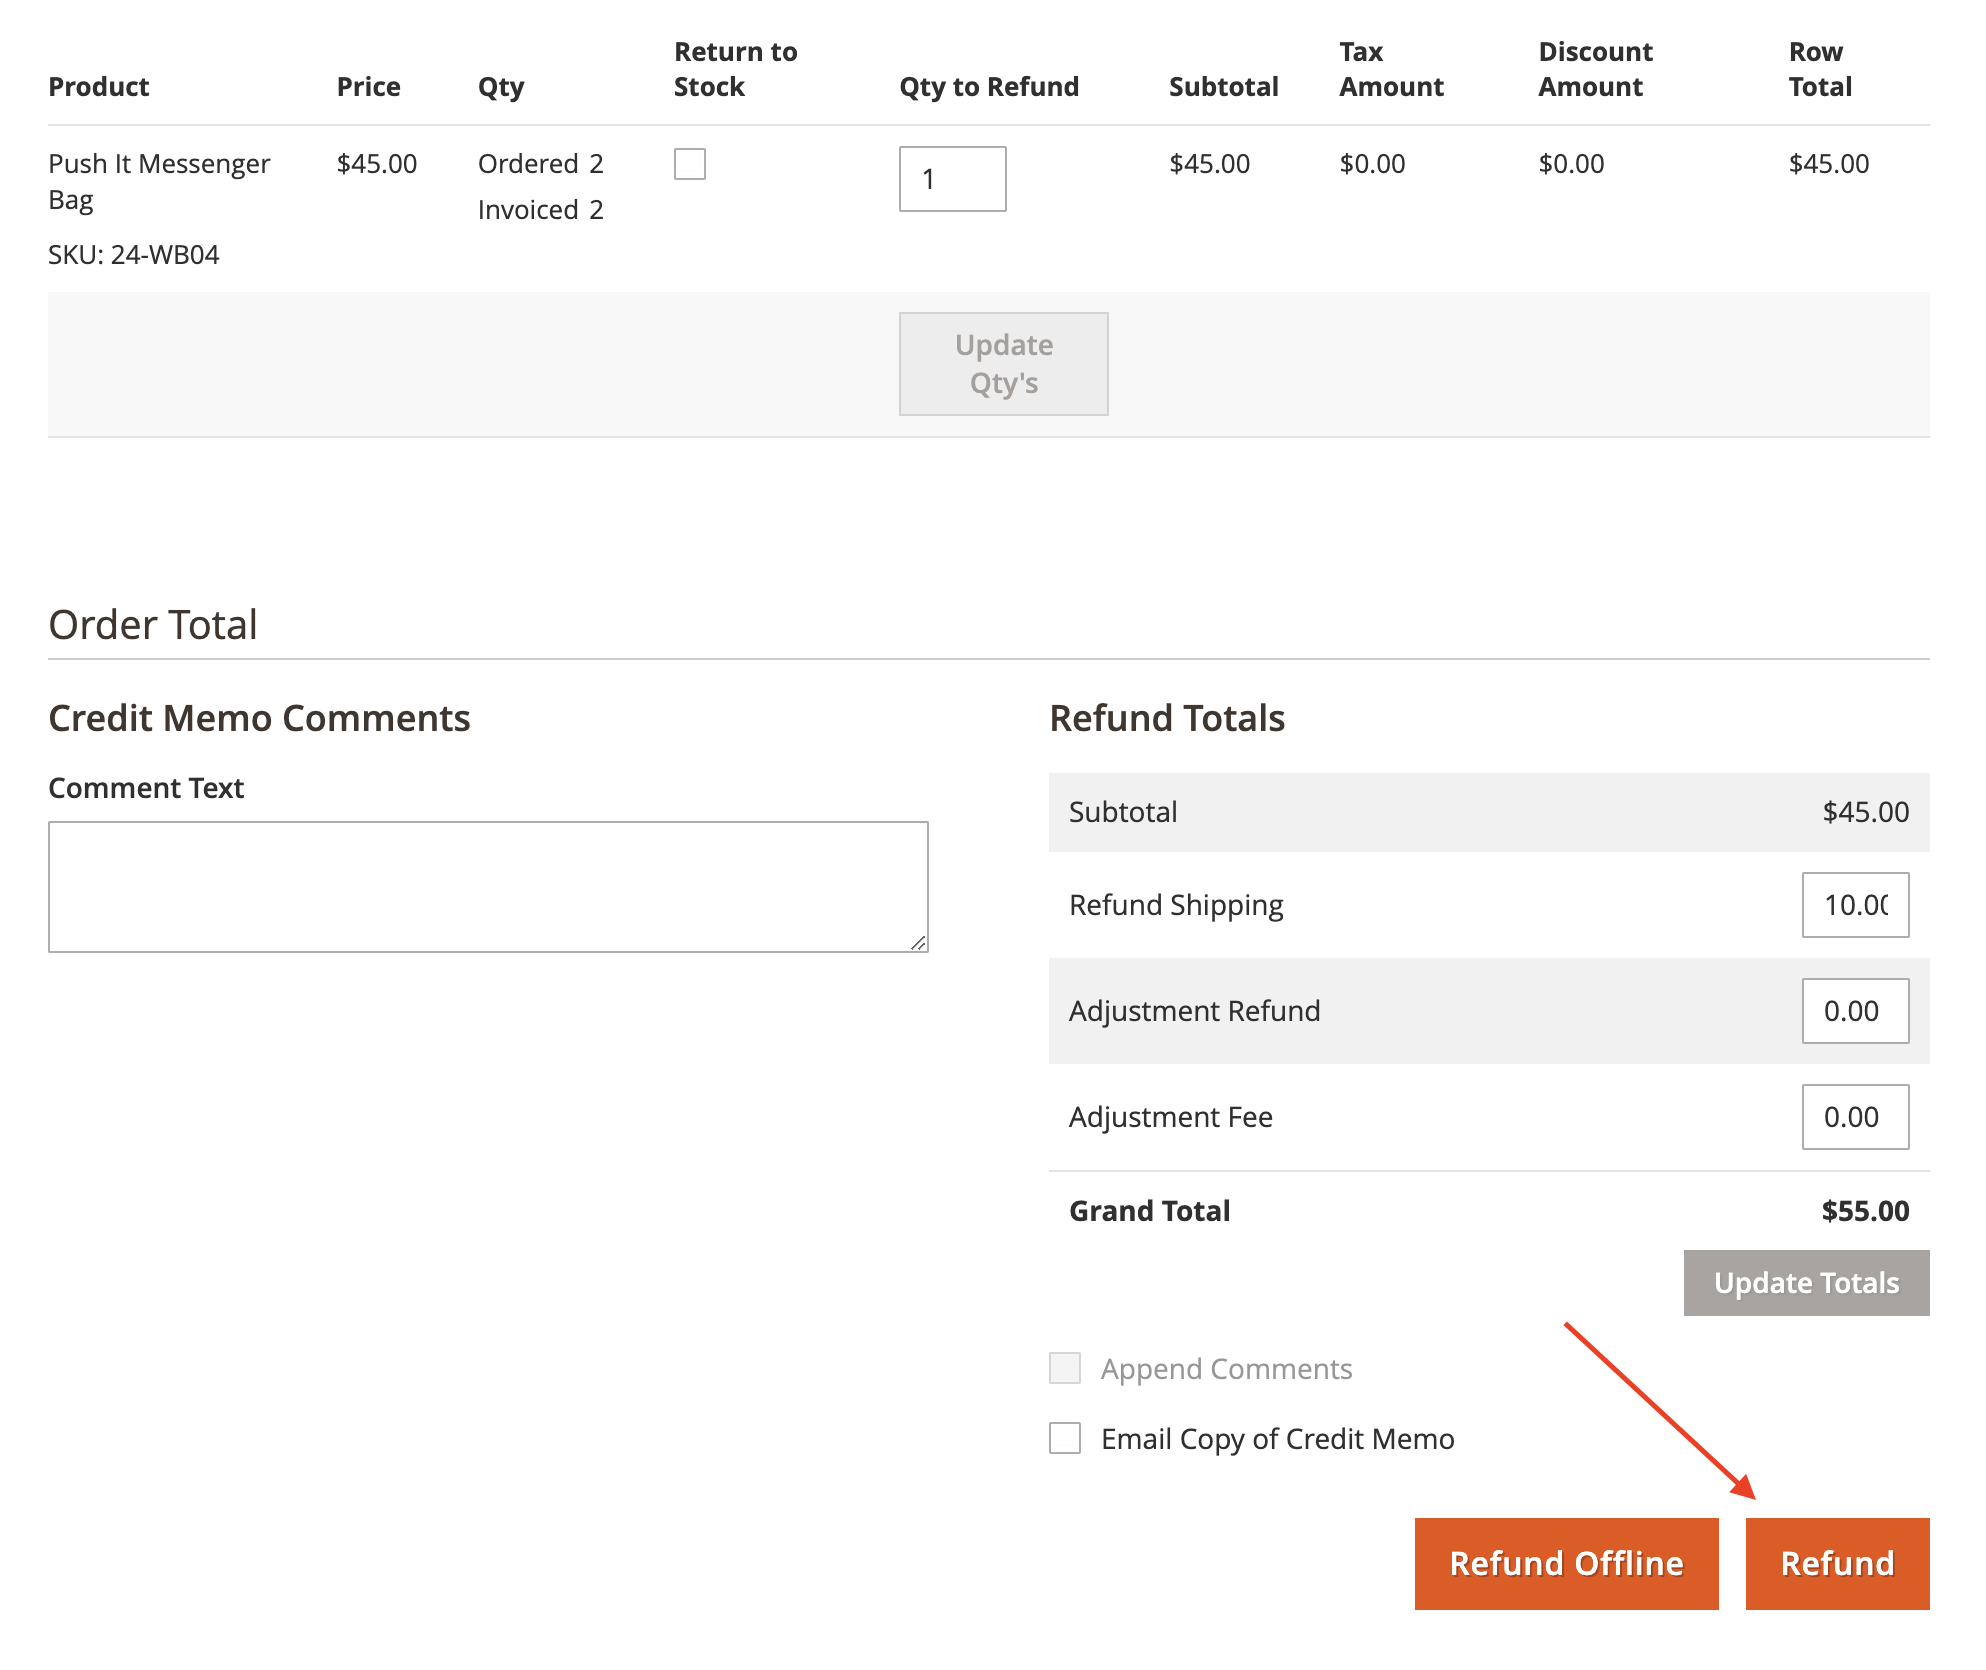 Product Price Qty Return to Stock Qty to Refund Subtotal Tax Amount Discount Amount Row Total
Push It Messenger Bag $45.00 Ordered 2 1 $45.00 $0.00 $0.00 $45.00
Invoiced 2
SKU: 24-WB04
Update
Qty's
Order Total
Credit Memo Comments
Comment Text
Refund Totals
Subtotal $45.00
Refund Shipping 10.00
Adjustment Refund 0.00
Adjustment Fee 0.00
Grand Total $55.00
Update Totals
Append Comments
Email Copy of Credit Memo
Refund Offline Refund